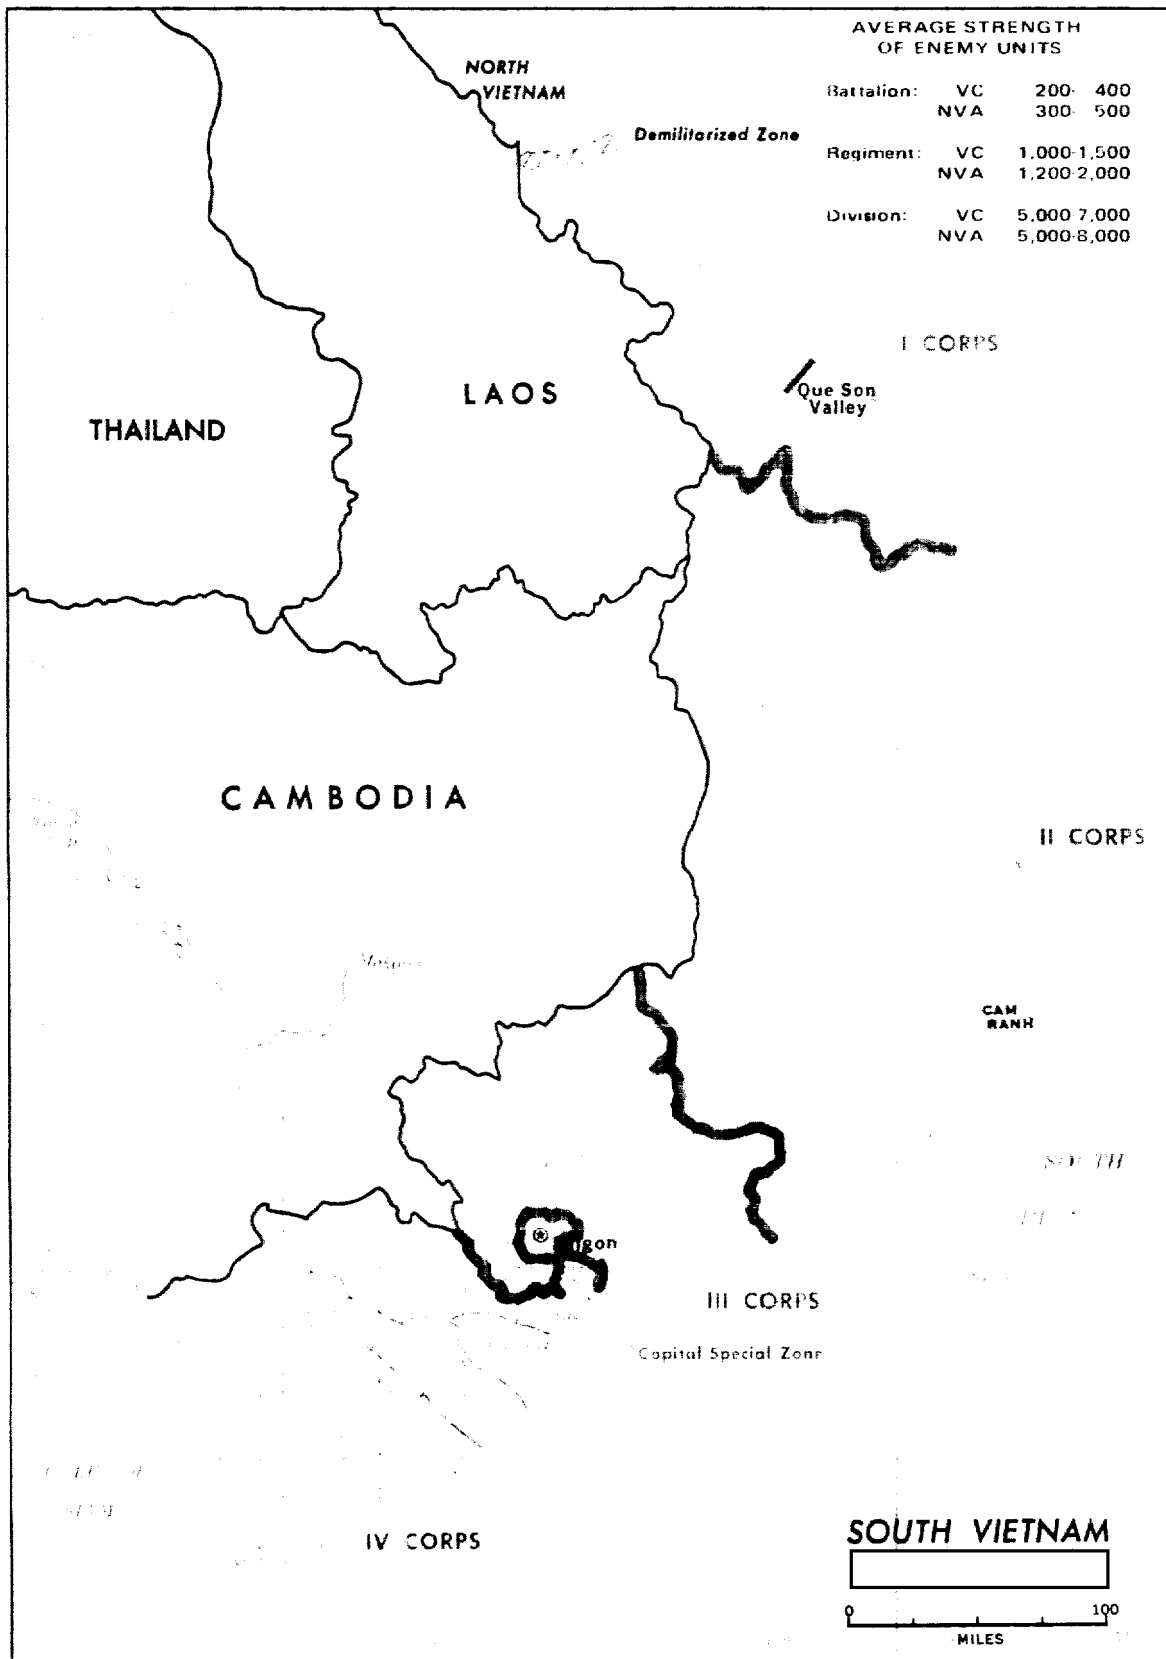 AVERAGE STRENGTH
OF ENEMY UNITS
Battalion: VC 200- 400
NVA 300- 500
Regiment: VC 1,000-1,500
NVA 1,200-2,000
Division: VC 5,000-7,000
NVA 5,000-8,000
NORTH
VIETNAM
Demilitarized Zone
I CORPS
Que Son
Valley
LAOS
THAILAND
CAMBODIA
II CORPS
CAM
RANH
SOUTH
III CORPS
Capital Special Zone
IV CORPS
SOUTH VIETNAM
0 100
MILES